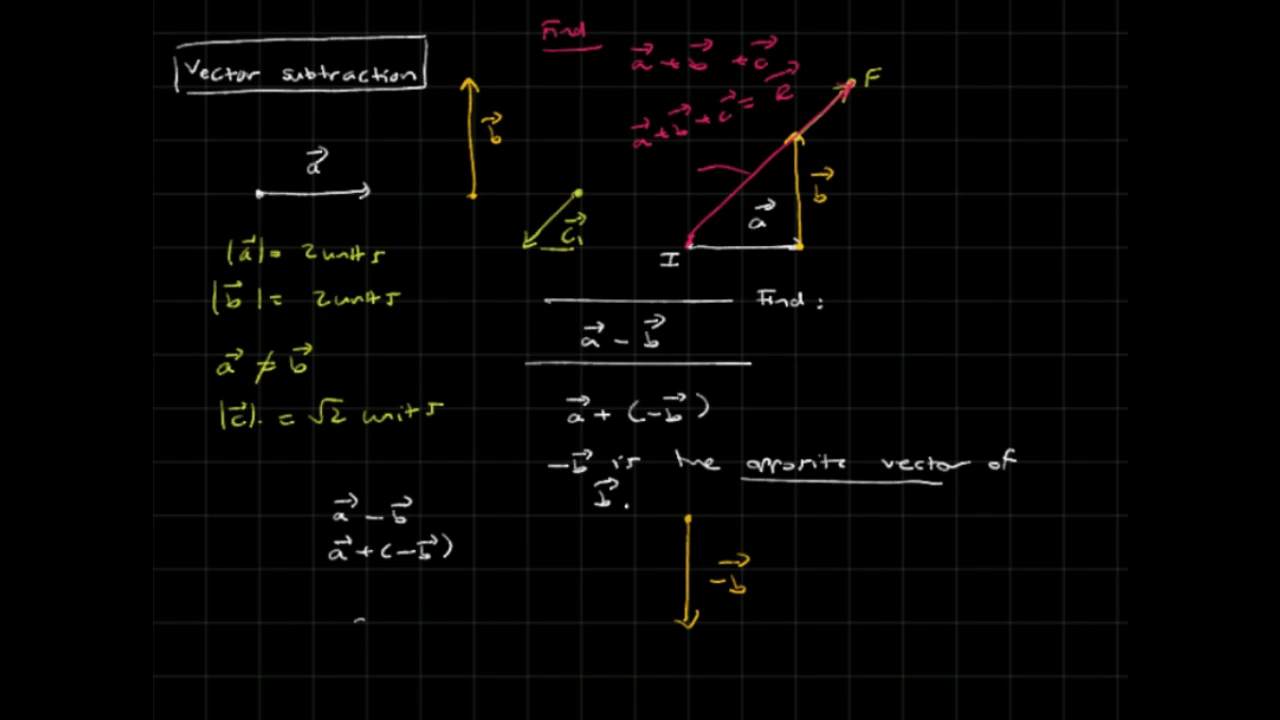 Vector subtraction
a⃗
b⃗
c⃗
|a⃗| = 2 units
|b⃗| = 2 units
a⃗ ≠ b⃗
|c⃗| = √2 units
a⃗ - b⃗
a⃗ + (-b⃗)
Find
a⃗ + b⃗ + c⃗
a⃗ + b⃗ + c⃗ = R⃗
F
b⃗
a⃗
I
Find:
a⃗ - b⃗
a⃗ + (-b⃗)
-b⃗ is the opposite vector of
b⃗.
-b⃗